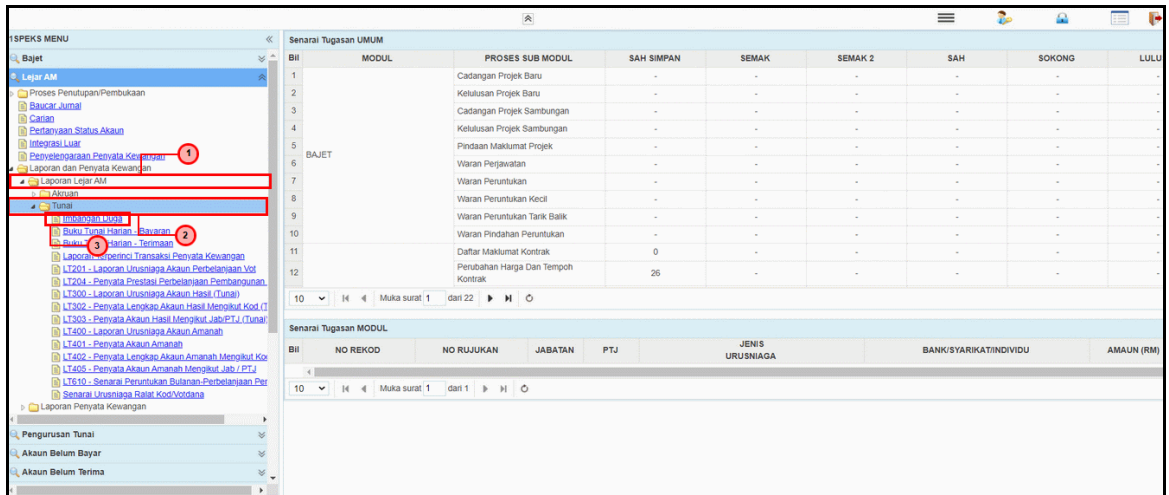 1SPEKS MENU
Bajet
Lejar AM
Proses Penutupan/Pembukaan
Baucar Jurnal
Carian
Pertanyaan Status Akaun
Integrasi Luar
Penyelengaraan Penyata Kewangan
1
Laporan dan Penyata Kewangan
Laporan Lejar AM
Akruan
Tunai
Imbangan Duga
Buku Tunai Harian - Bayaran
2
Buku Harian - Terimaan
3
Laporan Terperinci Transaksi Penyata Kewangan
LT201 - Laporan Urusniaga Akaun Perbelanjaan Vot
LT204 - Penyata Prestasi Perbelanjaan Pembangunan
LT300 - Laporan Urusniaga Akaun Hasil (Tunai)
LT302 - Penyata Lengkap Akaun Hasil Mengikut Kod (T
LT303 - Penyata Akaun Hasil Mengikut Jab/PTJ (Tunai)
LT400 - Laporan Urusniaga Akaun Amanah
LT401 - Penyata Akaun Amanah
LT402 - Penyata Lengkap Akaun Amanah Mengikut Ko
LT405 - Penyata Akaun Amanah Mengikut Jab / PTJ
LT610 - Senarai Peruntukan Bulanan-Perbelanjaan Per
Senarai Urusniaga Ralat Kod/Votdana
Laporan Penyata Kewangan
Pengurusan Tunai
Akaun Belum Bayar
Akaun Belum Terima
Senarai Tugasan UMUM
Bil MODUL PROSES SUB MODUL SAH SIMPAN SEMAK SEMAK 2 SAH SOKONG LULU
1 Cadangan Projek Baru - - - - - -
2 Kelulusan Projek Baru - - - - - -
3 Cadangan Projek Sambungan - - - - - -
4 Kelulusan Projek Sambungan - - - - - -
5 Pindaan Maklumat Projek - - - - - -
BAJET
6 Waran Perjawatan - - - - - -
7 Waran Peruntukan - - - - - -
8 Waran Peruntukan Kecil - - - - - -
9 Waran Peruntukan Tarik Balik - - - - - -
10 Waran Pindahan Peruntukan - - - - - -
11 Daftar Maklumat Kontrak 0 - - - - -
12 Perubahan Harga Dan Tempoh Kontrak 26 - - - - -
10 Muka surat 1 dari 22
Senarai Tugasan MODUL
Bil NO REKOD NO RUJUKAN JABATAN PTJ JENIS URUSNIAGA BANK/SYARIKAT/INDIVIDU AMAUN (RM)
10 Muka surat 1 dari 1